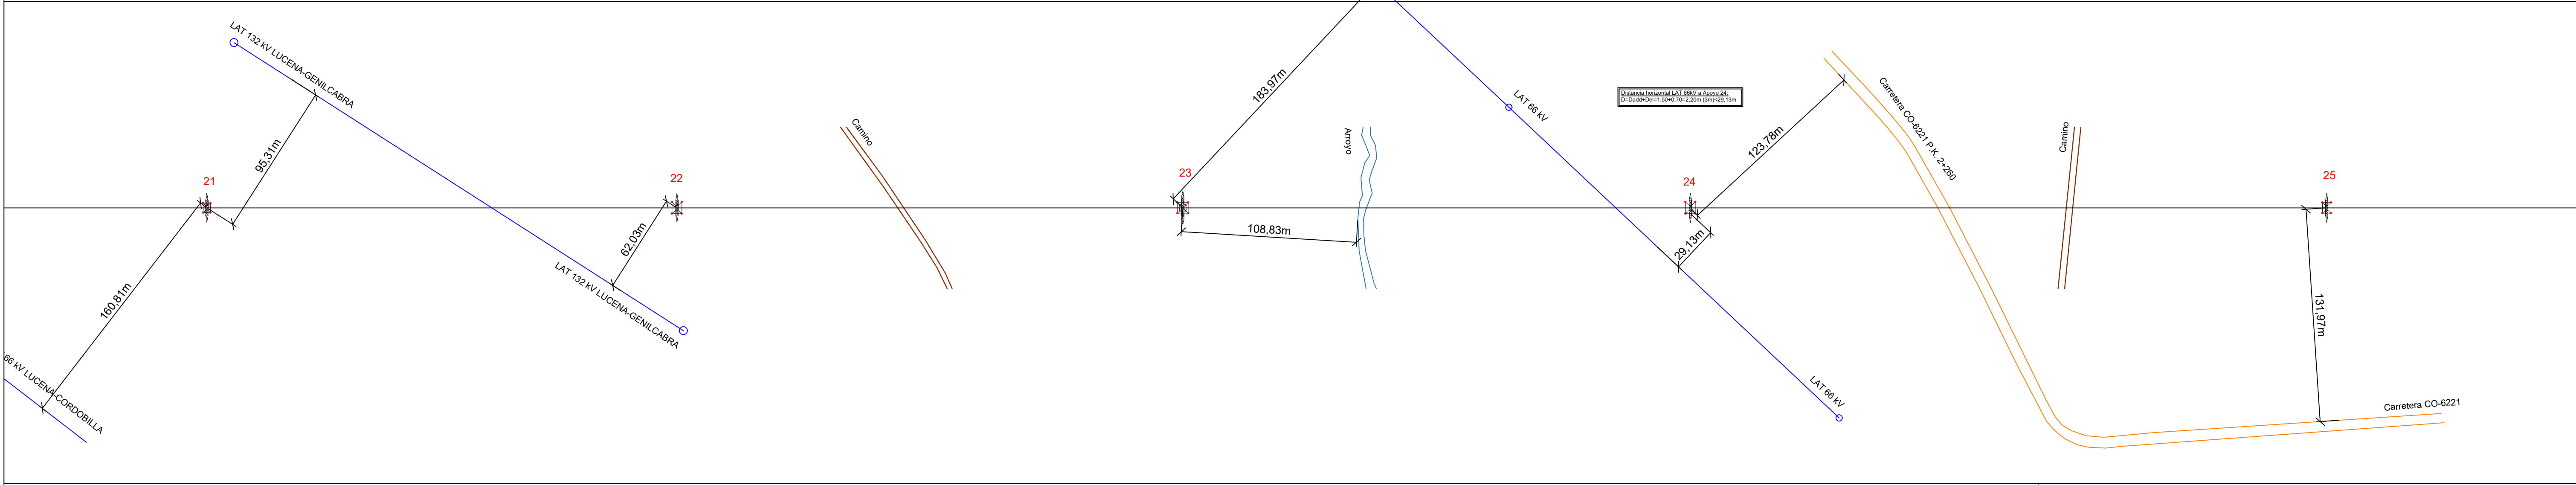 LAT 132 kV LUCENA-GENILCABRA
95,31m
21
160,81m
66 kV LUCENA-CORDOBILLA
22
62,03m
LAT 132 kV LUCENA-GENILCABRA
Camino
183,97m
23
108,83m
Arroyo
LAT 66 kV
Distancia horizontal LAT 66kV a Apoyo 24:
D=Dadd+Del=1,50+0,70=2,20m (3m)<29,13m
24
123,78m
29,13m
LAT 66 kV
Carretera CO-6221 P.K. 2+260
Camino
25
131,97m
Carretera CO-6221